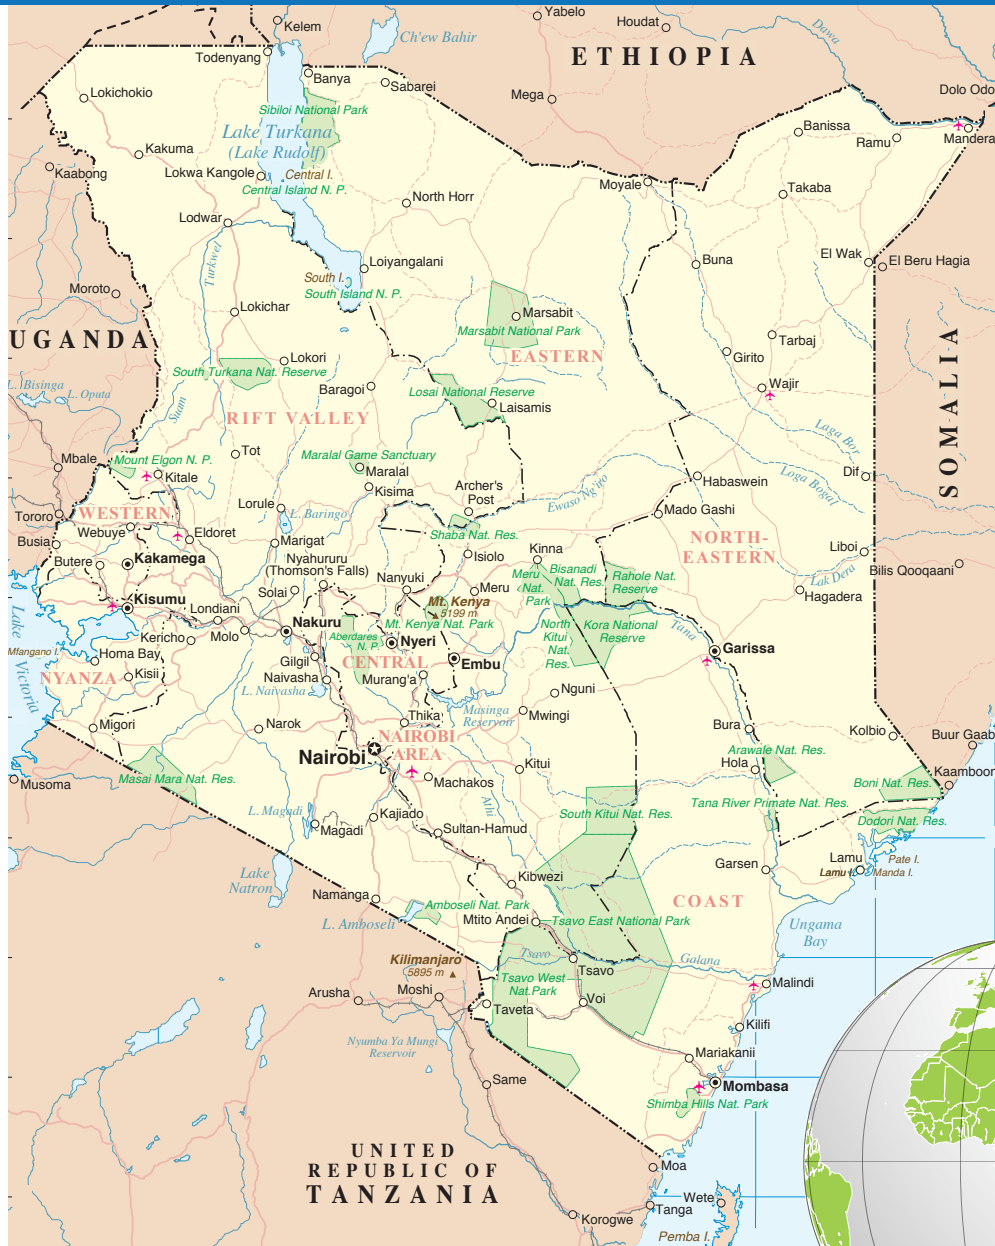 Yabelo
Houdat
Kelem
Ch'ew Bahir
Dawa
ETHIOPIA
Todenyang
Banya
Sabarei
Lokichokio
Mega
Dolo Odo
Sibiloi National Park
Banissa
Lake Turkana
(Lake Rudolf)
Ramu
Mandera
Kakuma
Kaabong
Lokwa Kangole
Central I.
Central Island N. P.
Moyale
Takaba
North Horr
Lodwar
Turkwel
Loiyangalani
Buna
El Wak
El Beru Hagia
South I.
South Island N. P.
Moroto
Lokichar
Marsabit
Marsabit National Park
UGANDA
EASTERN
Girito
Tarbaj
SOMALIA
Lokori
South Turkana Nat. Reserve
Baragoi
Losai National Reserve
Laisamis
Wajir
L. Bisinga
L. Oputa
Suam
RIFT VALLEY
Laga Bor
Mbale
Mount Elgon N. P.
Kitale
Tot
Maralal Game Sanctuary
Maralal
Kisima
Archer's
Post
Ewaso Ng'iro
Habaswein
Loga Bogal
Dif
Tororo
WESTERN
Lorule
L. Baringo
Mado Gashi
Webuye
Eldoret
Shaba Nat. Res.
Busia
Marigat
Butere
Kakamega
Nyahururu
(Thomson's Falls)
Isiolo
Kinna
NORTH-
EASTERN
Liboi
Bilis Qooqaani
Nanyuki
Meru
Meru
Nat.
Park
Bisanadi
Nat. Res.
Rahole Nat.
Reserve
Lak Dera
Hagadera
Kisumu
Solai
Londiani
Mt. Kenya
5199 m
Mt. Kenya Nat. Park
Lake
Victoria
Nakuru
Kericho
Molo
Aberdares
N. P.
Nyeri
North
Kitui
Nat.
Res.
Kora National
Reserve
Tana
Garissa
Mfangano I.
Homa Bay
Gilgil
CENTRAL
Embu
NYANZA
Kisii
Naivasha
L. Naivasha
Murang'a
Nguni
Masinga
Reservoir
Mwingi
Migori
Narok
Thika
NAIROBI
AREA
Bura
Kolbio
Buur Gaab
Nairobi
Arawale Nat. Res.
Hola
Kaambooni
Musoma
Masai Mara Nat. Res.
Machakos
Kitui
Boni Nat. Res.
L. Magadi
Magadi
Kajiado
Athi
South Kitui Nat. Res.
Tana River Primate Nat. Res.
Dodori Nat. Res.
Sultan-Hamud
Lake
Natron
Kibwezi
Garsen
Lamu
Lamu I.
Pate I.
Manda I.
Namanga
Amboseli Nat. Park
COAST
L. Amboseli
Mtito Andei
Tsavo East National Park
Ungama
Bay
Kilimanjaro
5895 m
Tsavo
Tsavo
Galana
Arusha
Moshi
Tsavo West
Nat.Park
Voi
Taveta
Malindi
Kilifi
Nyumba Ya Mungi
Reservoir
Mariakanii
Same
Mombasa
Shimba Hills Nat. Park
UNITED
REPUBLIC OF
TANZANIA
Moa
Wete
Tanga
Korogwe
Pemba I.